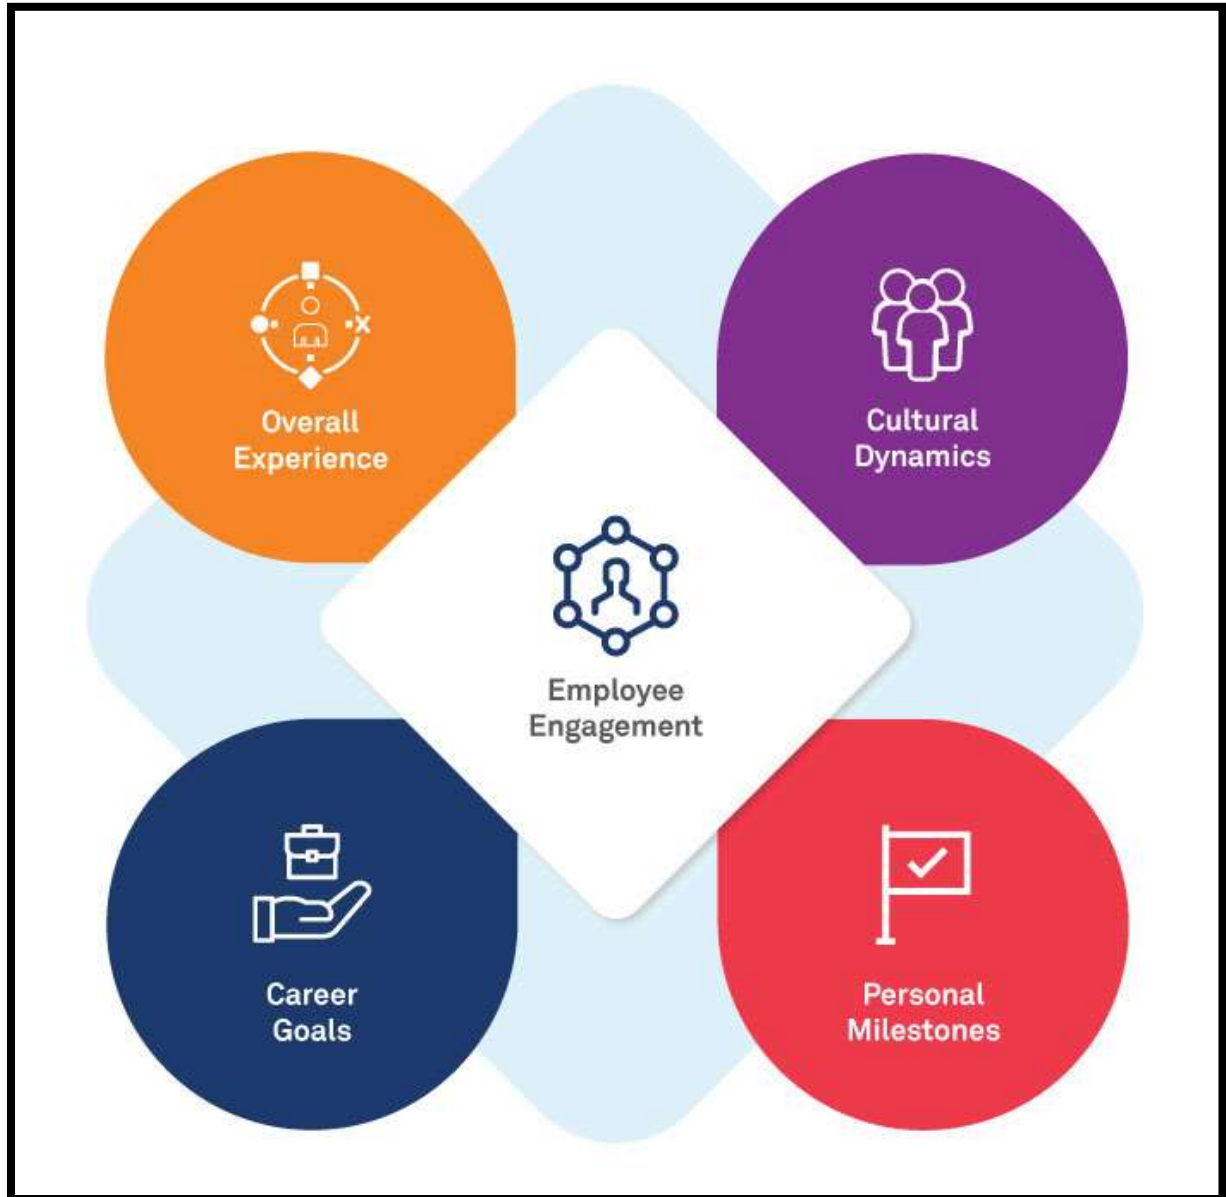 Overall
Experience
Cultural
Dynamics
Employee
Engagement
Career
Goals
Personal
Milestones